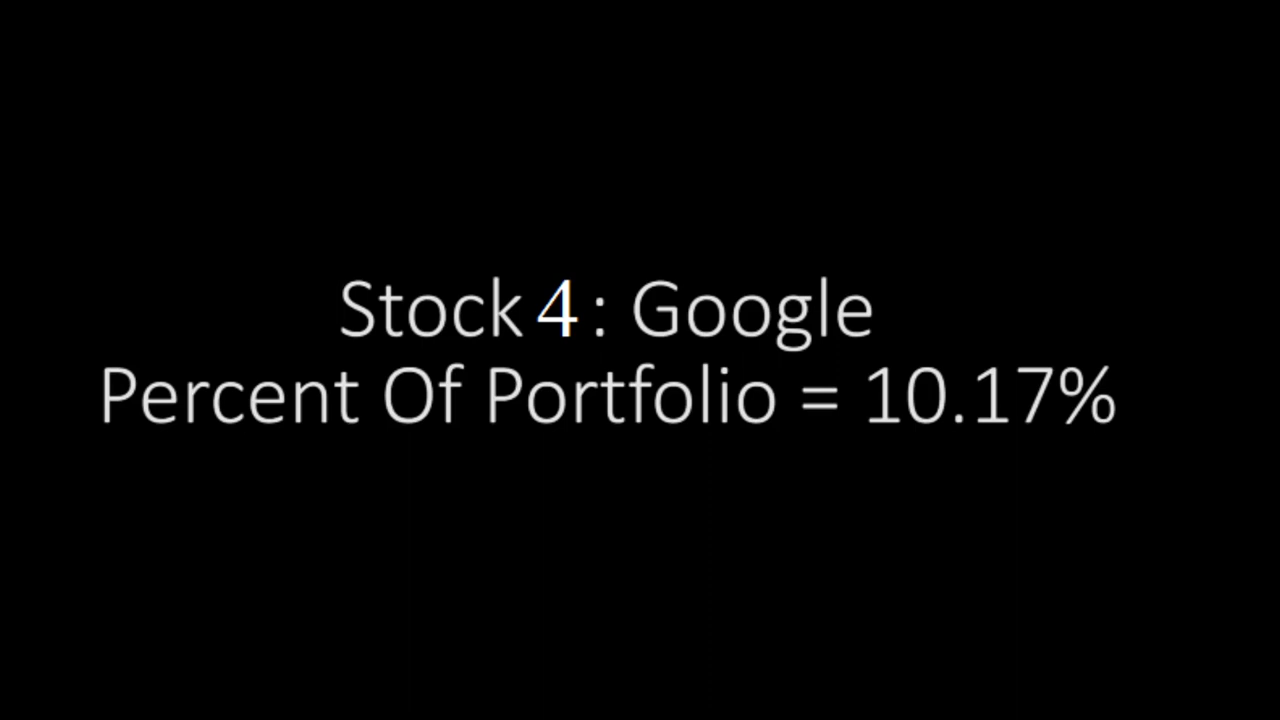 Stock 4 : Google
Percent Of Portfolio = 10.17%